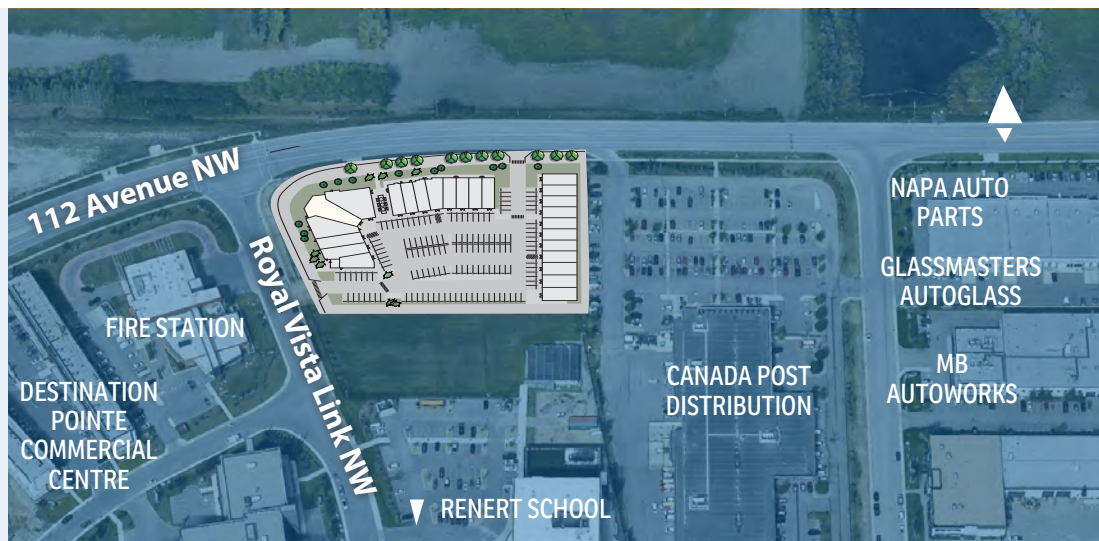 112 Avenue NW
Royal Vista Link NW
NAPA AUTO
PARTS
GLASSMASTERS
AUTOGLASS
FIRE STATION
MB
AUTOWORKS
CANADA POST
DISTRIBUTION
DESTINATION
POINTE
COMMERCIAL
CENTRE
RENERT SCHOOL